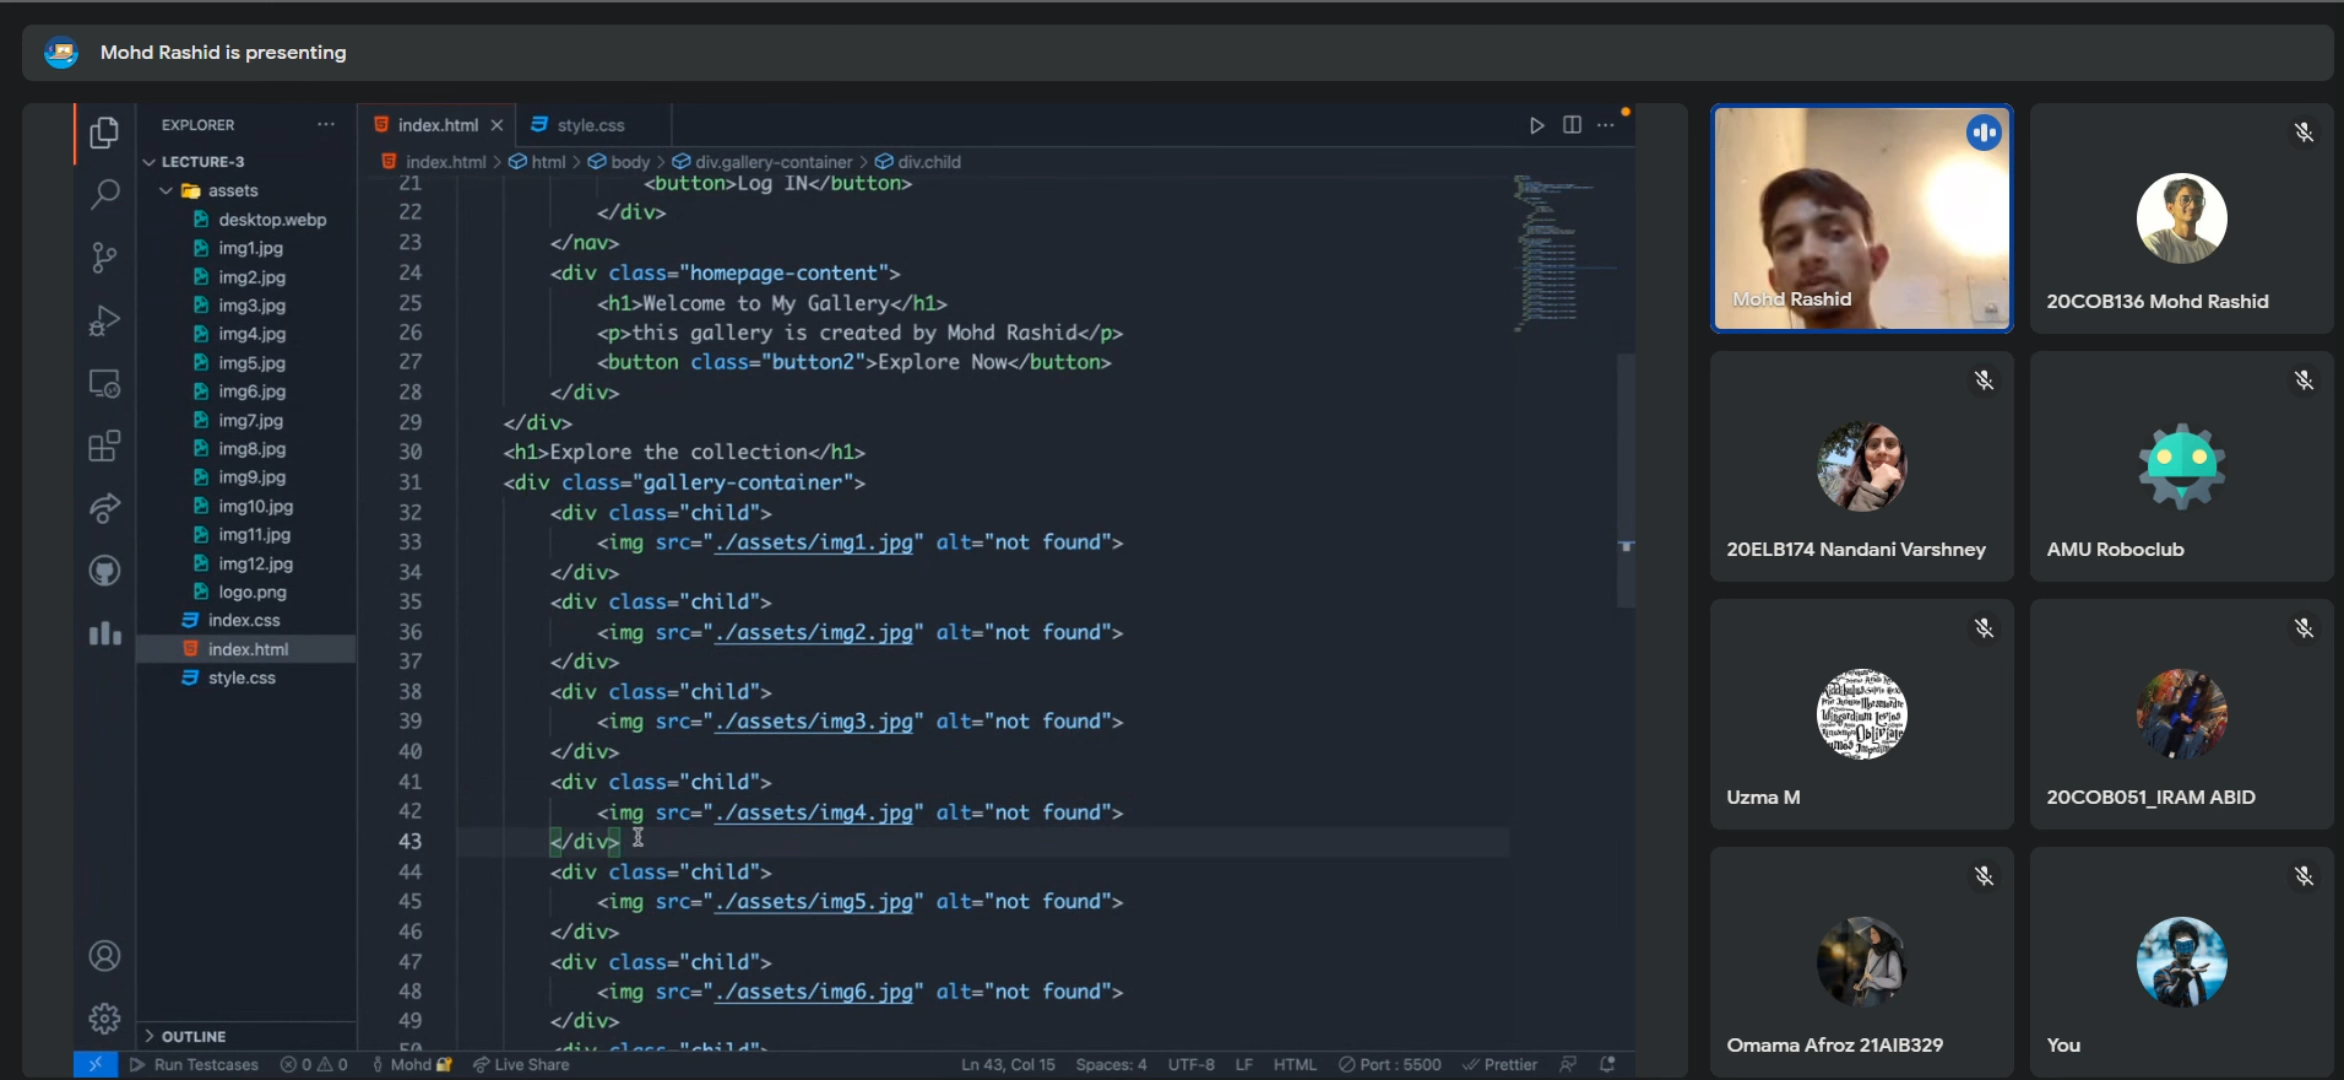 Mohd Rashid is presenting
EXPLORER
LECTURE-3
assets
desktop.webp
img1.jpg
img2.jpg
img3.jpg
img4.jpg
img5.jpg
img6.jpg
img7.jpg
img8.jpg
img9.jpg
img10.jpg
img11.jpg
img12.jpg
logo.png
index.css
index.html
style.css
OUTLINE
index.html
style.css
index.html > html > body > div.gallery-container > div.child
21 <button>Log IN</button>
22 </div>
23 </nav>
24 <div class="homepage-content">
25 <h1>Welcome to My Gallery</h1>
26 <p>this gallery is created by Mohd Rashid</p>
27 <button class="button2">Explore Now</button>
28 </div>
29 </div>
30 <h1>Explore the collection</h1>
31 <div class="gallery-container">
32 <div class="child">
33 <img src="./assets/img1.jpg" alt="not found">
34 </div>
35 <div class="child">
36 <img src="./assets/img2.jpg" alt="not found">
37 </div>
38 <div class="child">
39 <img src="./assets/img3.jpg" alt="not found">
40 </div>
41 <div class="child">
42 <img src="./assets/img4.jpg" alt="not found">
43 </div>
44 <div class="child">
45 <img src="./assets/img5.jpg" alt="not found">
46 </div>
47 <div class="child">
48 <img src="./assets/img6.jpg" alt="not found">
49 </div>
50 <div class="child">
Run Testcases 0 0 Mohd Live Share Ln 43, Col 15 Spaces: 4 UTF-8 LF HTML Port : 5500 Prettier
Mohd Rashid
20COB136 Mohd Rashid
20ELB174 Nandani Varshney
AMU Roboclub
Uzma M
20COB051_IRAM ABID
Omama Afroz 21AIB329
You